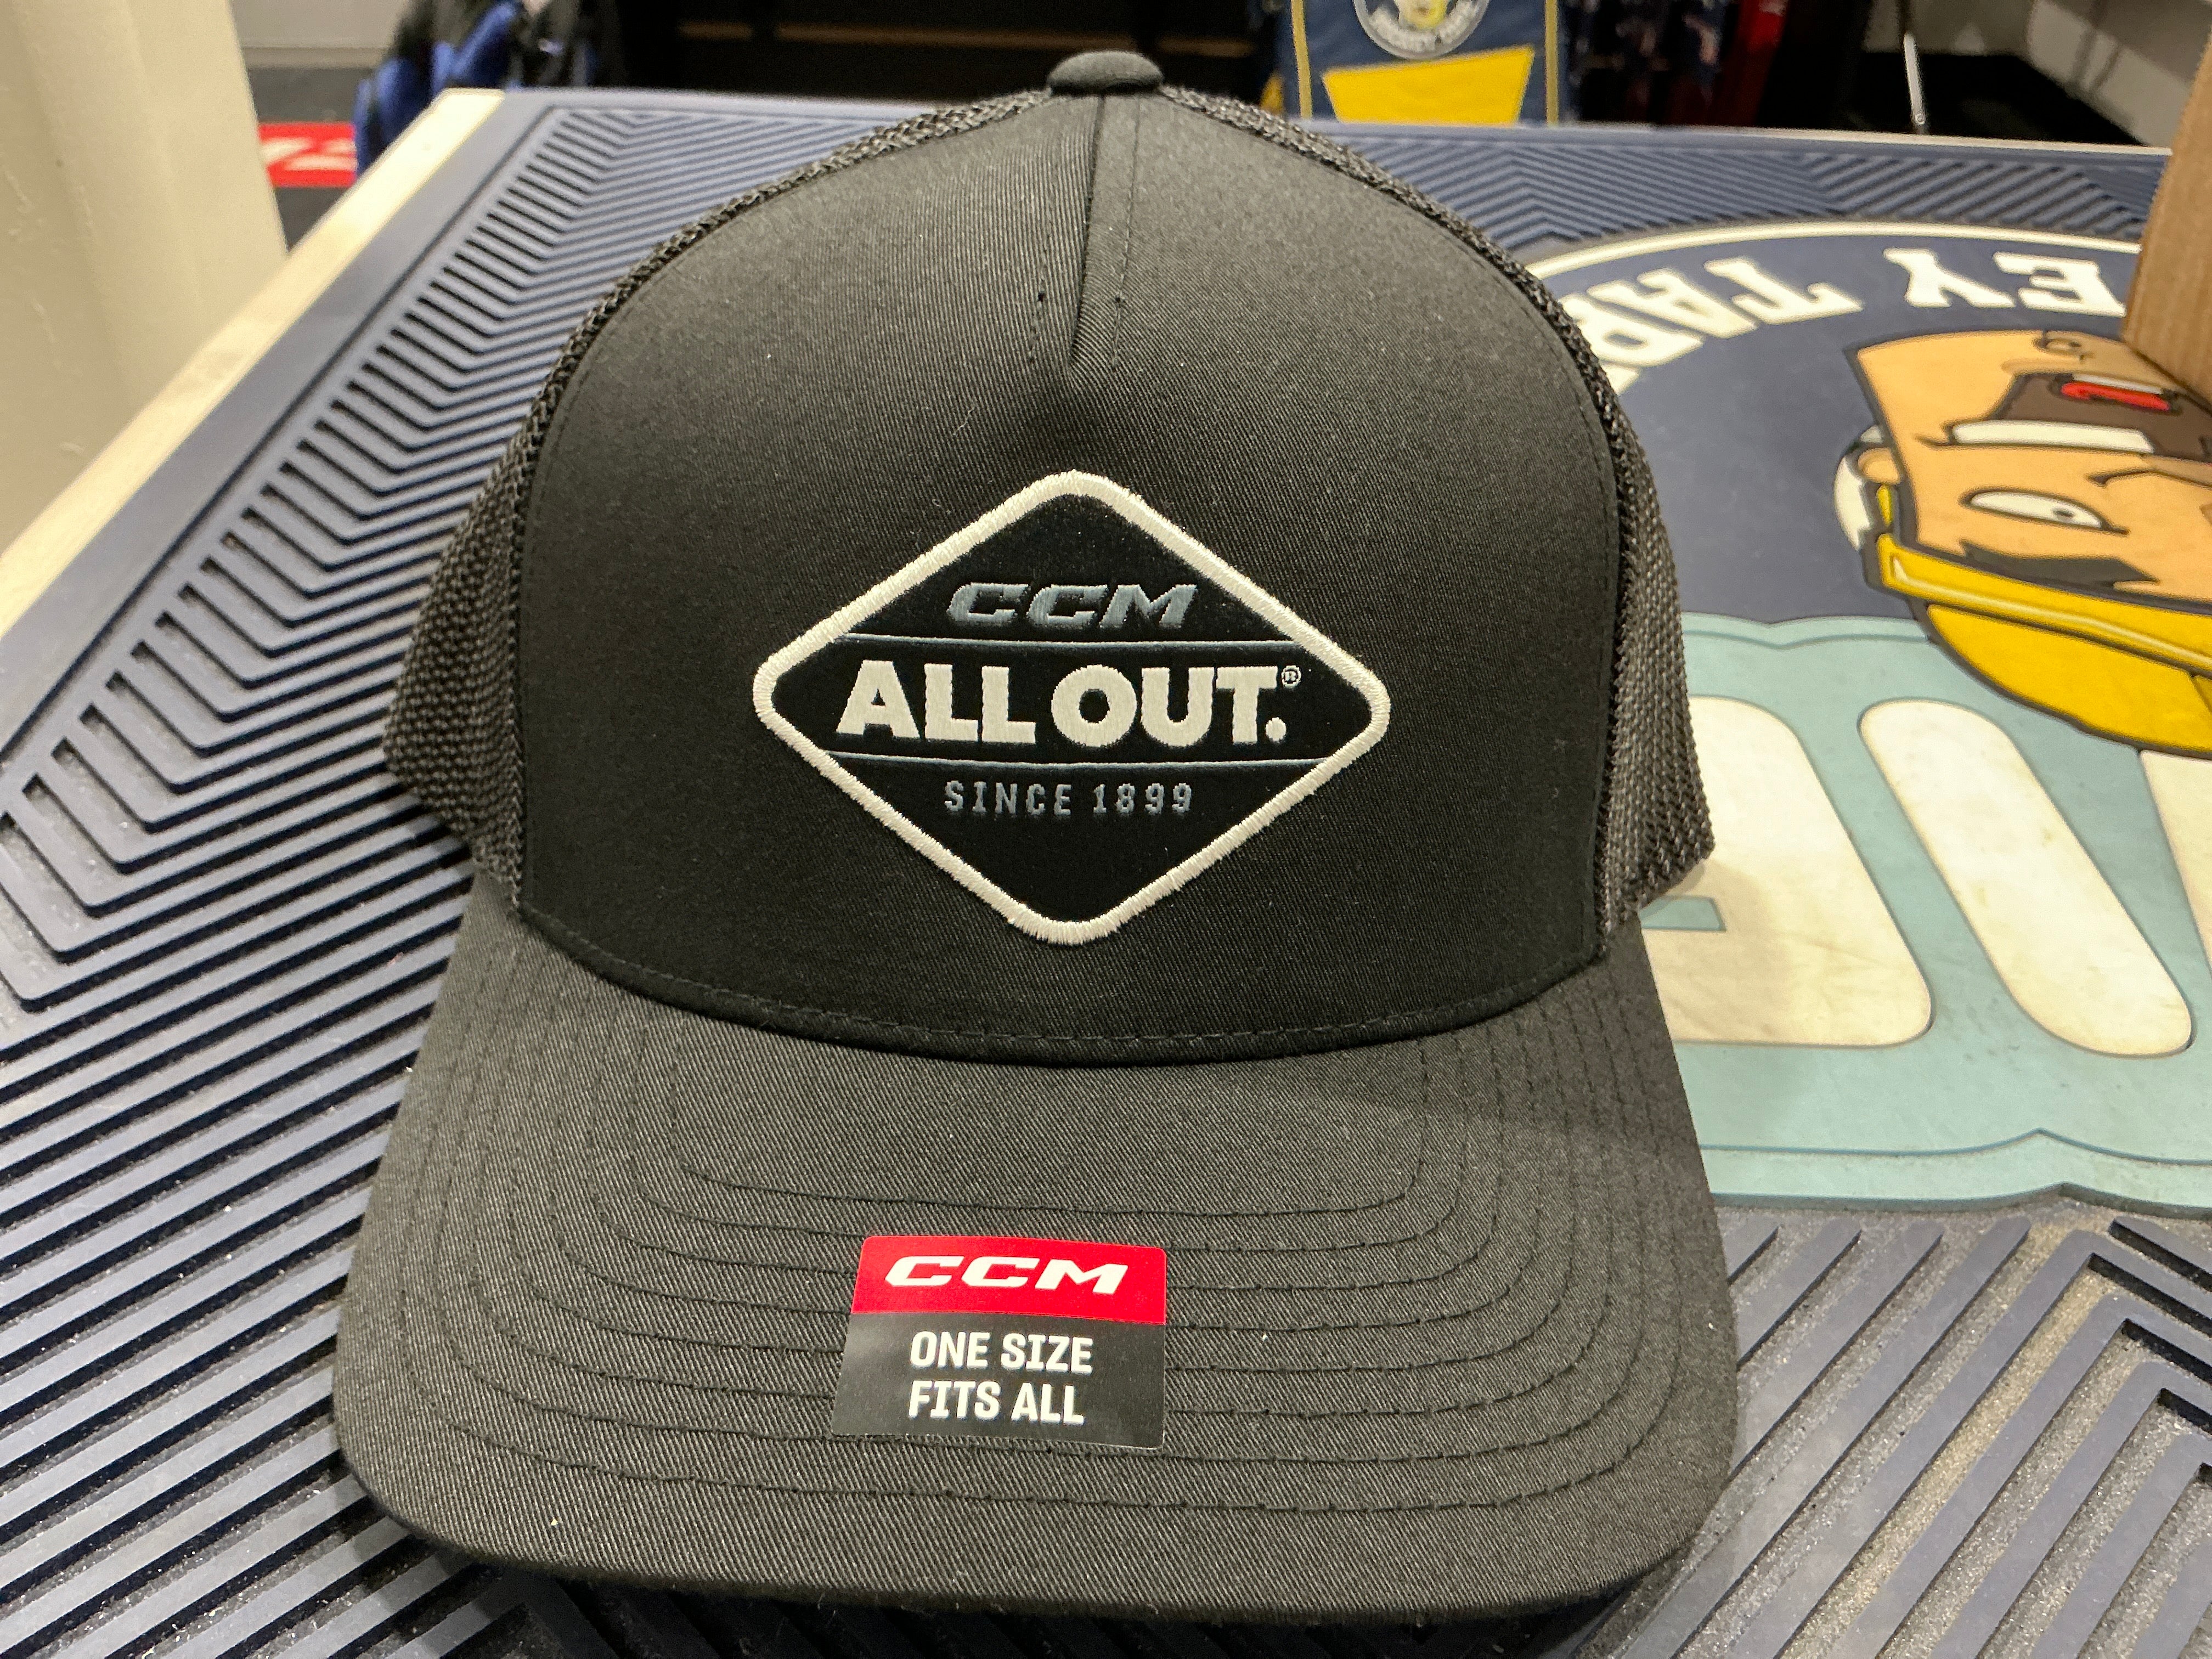 CCM
ALL OUT.®
SINCE 1899
CCM
ONE SIZE
FITS ALL